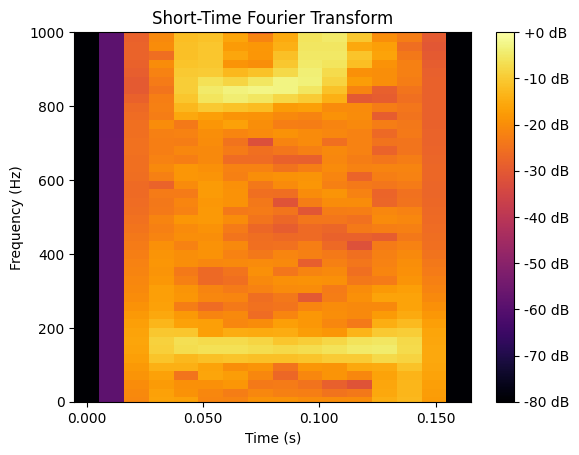 Short-Time Fourier Transform
1000
800
600
400
200
0
Frequency (Hz)
0.000
0.050
0.100
0.150
Time (s)
+0 dB
-10 dB
-20 dB
-30 dB
-40 dB
-50 dB
-60 dB
-70 dB
-80 dB